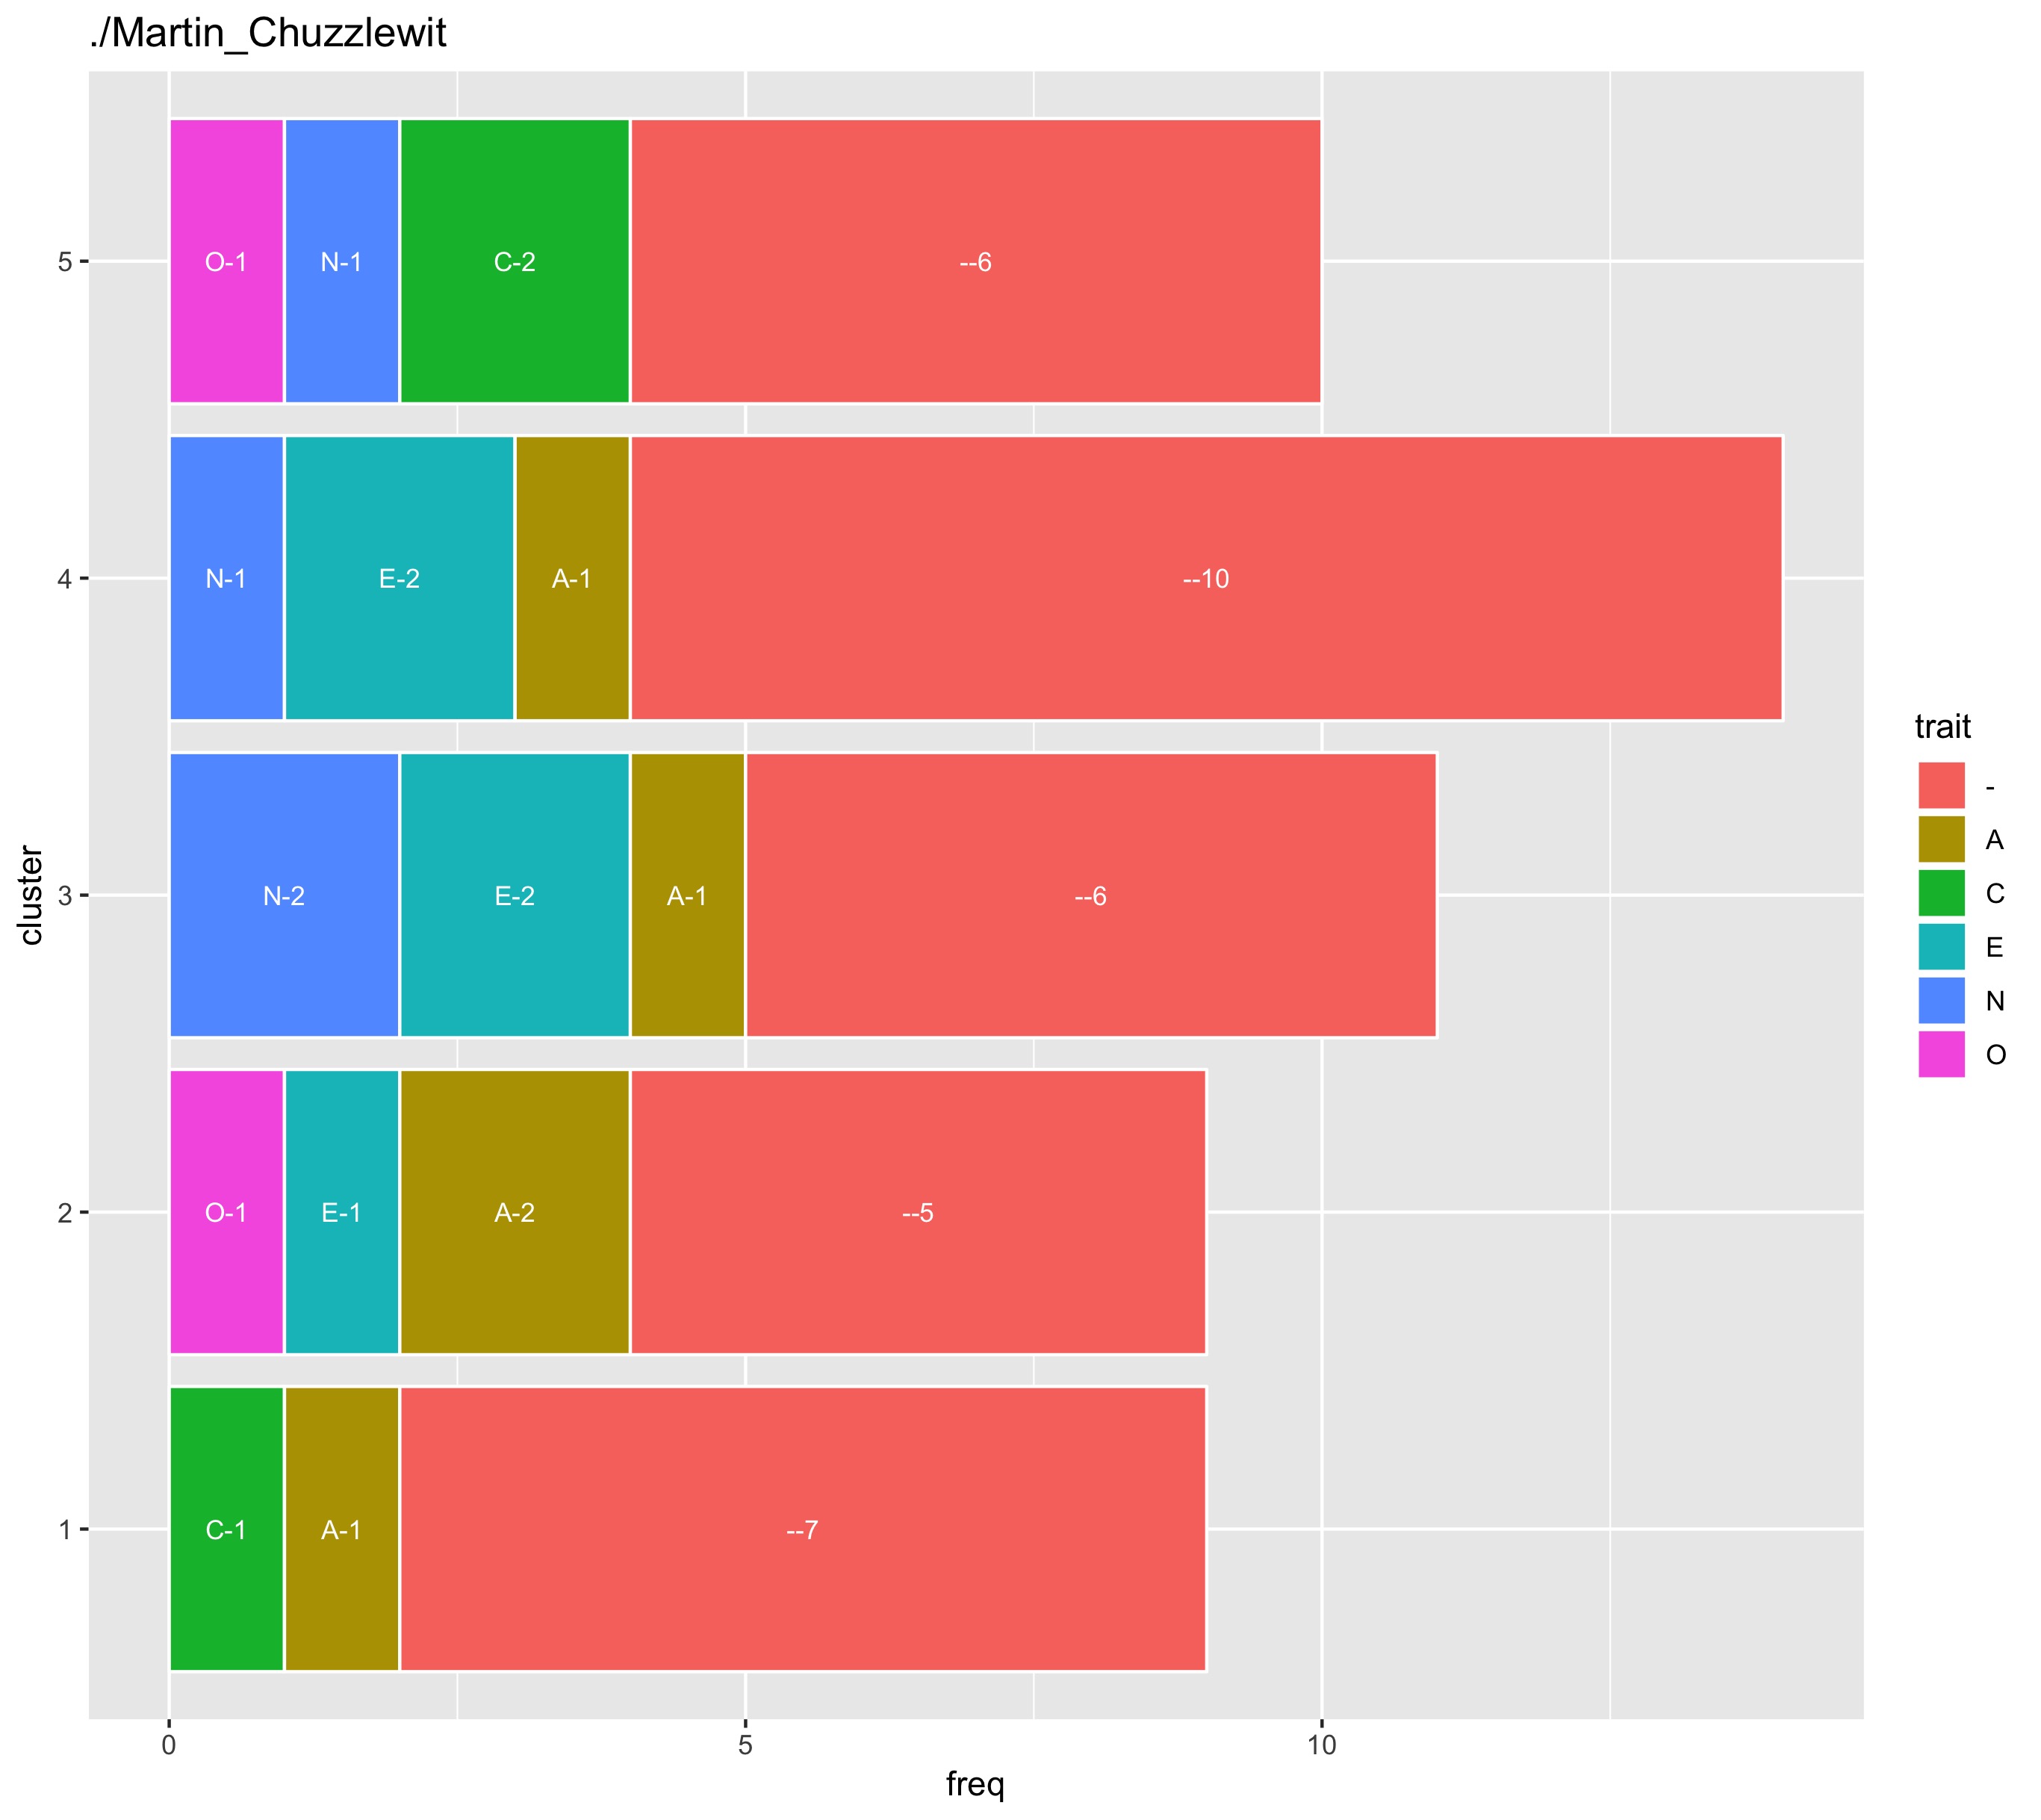 ./Martin_Chuzzlewit
5
O-1 N-1 C-2 --6
4
N-1 E-2 A-1 --10
3
N-2 E-2 A-1 --6
2
O-1 E-1 A-2 --5
1
C-1 A-1 --7
0 5 10
freq
cluster
trait
-
A
C
E
N
O